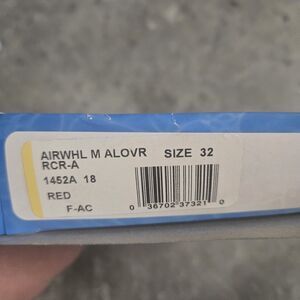 AIRWHL M ALOVR SIZE 32
RCR-A
1452A 18
RED
F-AC
0 36702 37321 0